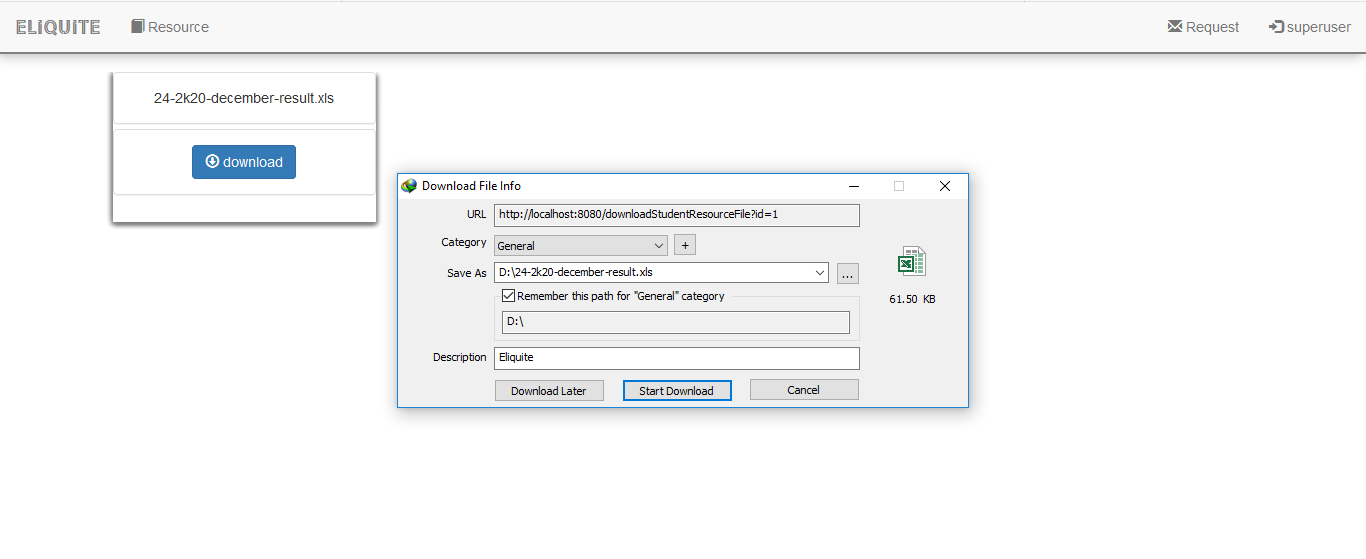 ELiQUiTE Resource Request superuser
24-2k20-december-result.xls
download
Download File Info
URL http://localhost:8080/downloadStudentResourceFile?id=1
Category General +
Save As D:\24-2k20-december-result.xls ...
Remember this path for "General" category
D:\
61.50 KB
Description Eliquite
Download Later Start Download Cancel